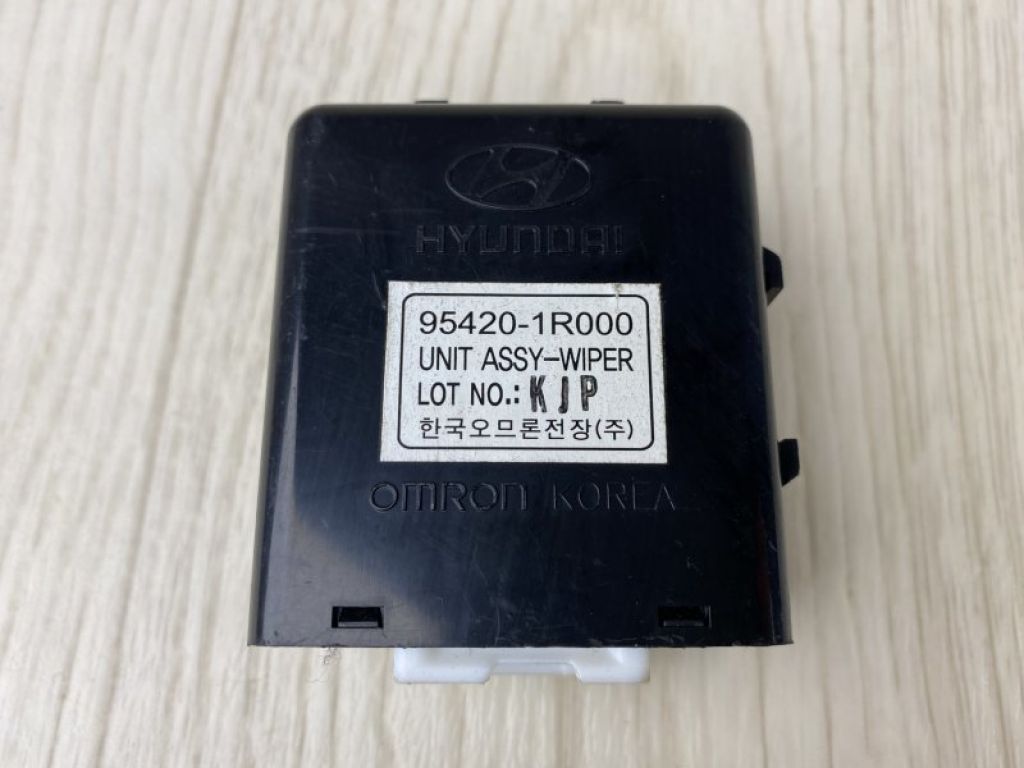 HYUNDAI
95420-1R000
UNIT ASSY-WIPER
LOT NO.: KJP
한국오므론전장(주)
OMRON KOREA